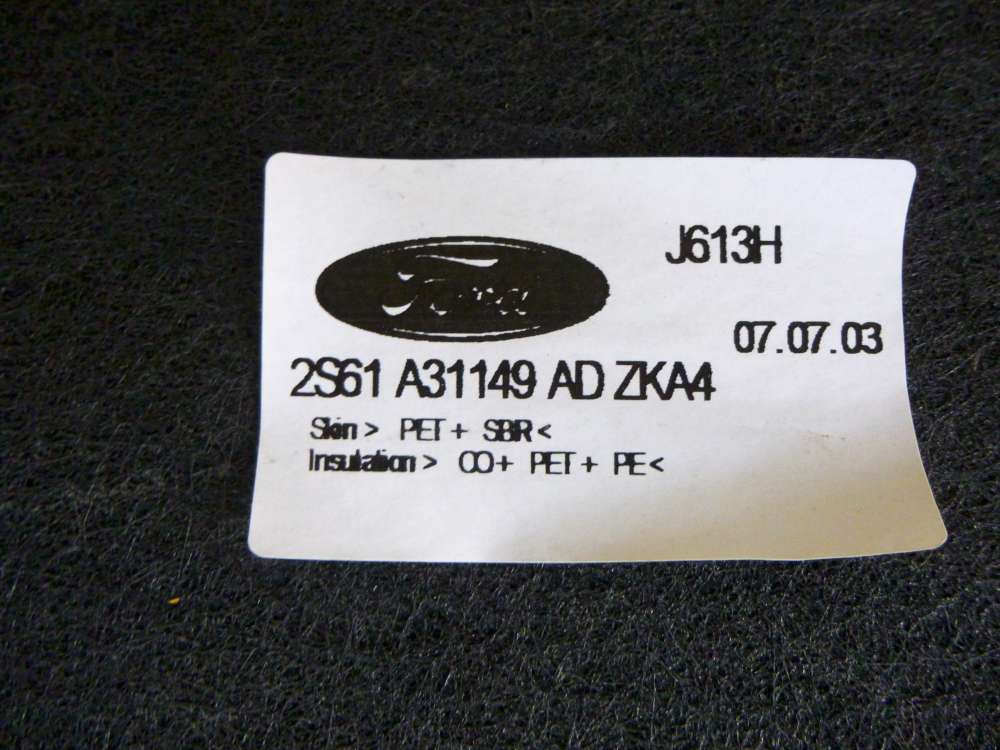 J613H
Ford
07.07.03
2S61 A31149 AD ZKA4
Skin> PET+ SBR<
Insulation> CO+ PET+ PE<